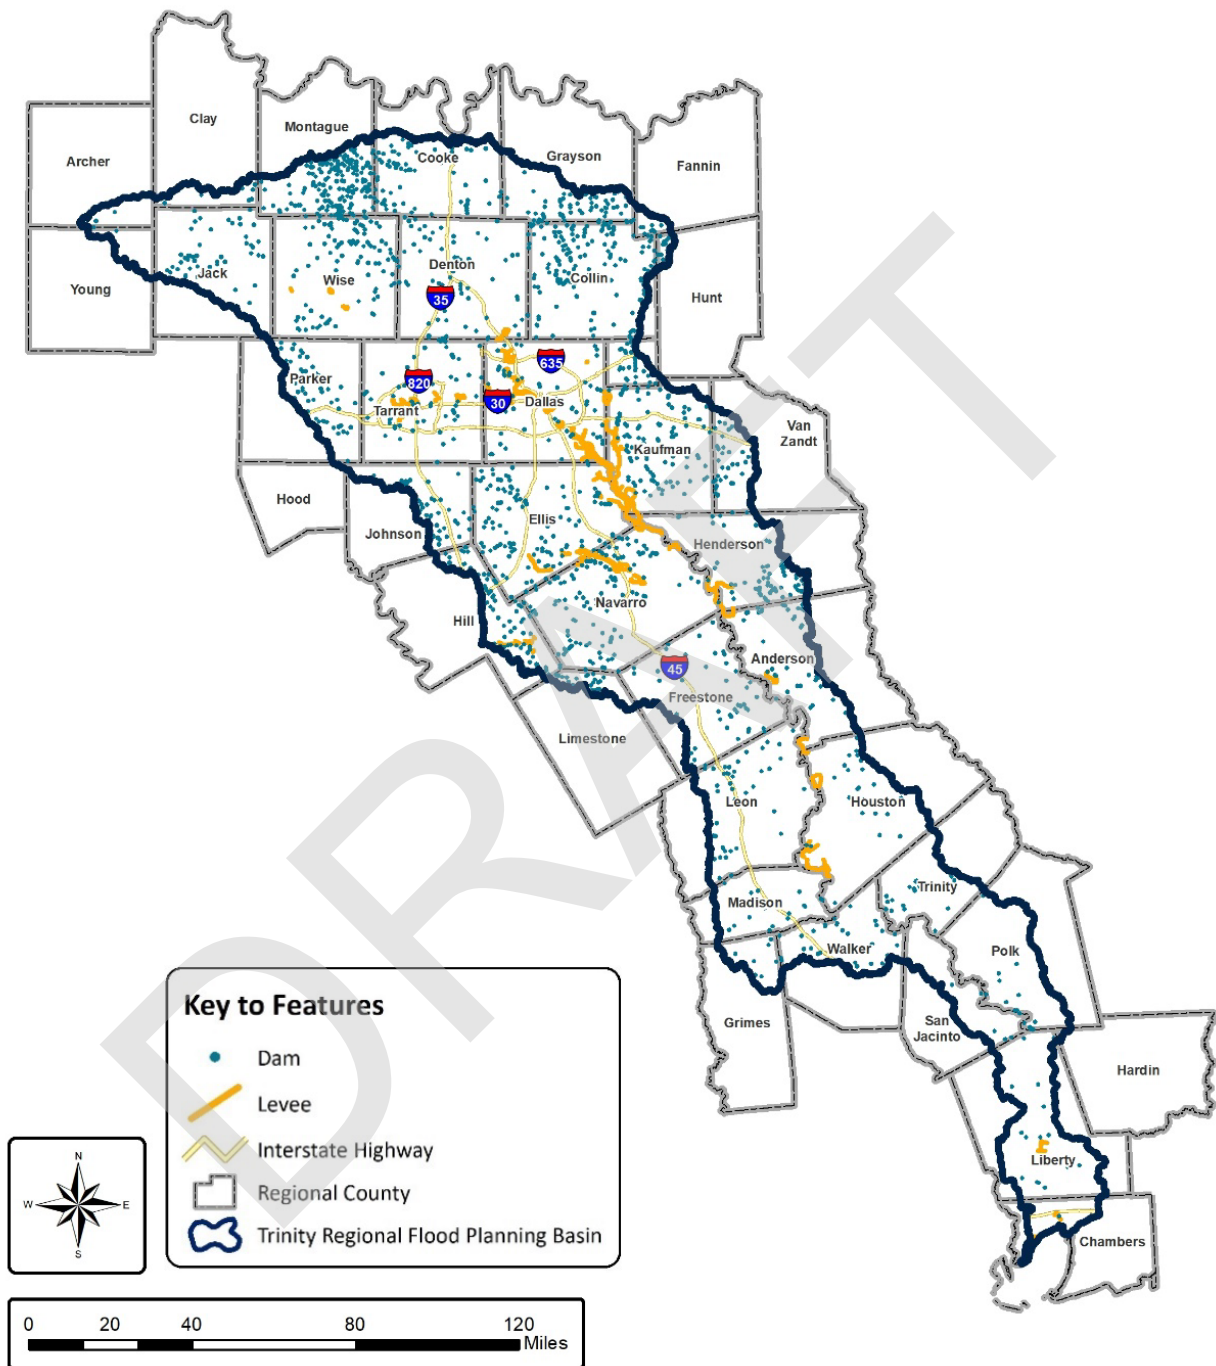 Clay
Montague
Archer
Cooke
Grayson
Fannin
Young
Jack
Wise
Denton
Collin
Hunt
35
635
820
30
Parker
Tarrant
Dallas
Kaufman
Van
Zandt
Hood
Johnson
Ellis
Henderson
Hill
Navarro
Anderson
45
Freestone
Limestone
Leon
Houston
Madison
Trinity
Walker
Polk
Grimes
San
Jacinto
Hardin
Liberty
Chambers
DRAFT
Key to Features
Dam
Levee
Interstate Highway
Regional County
Trinity Regional Flood Planning Basin
N
W
E
S
0 20 40 80 120
Miles